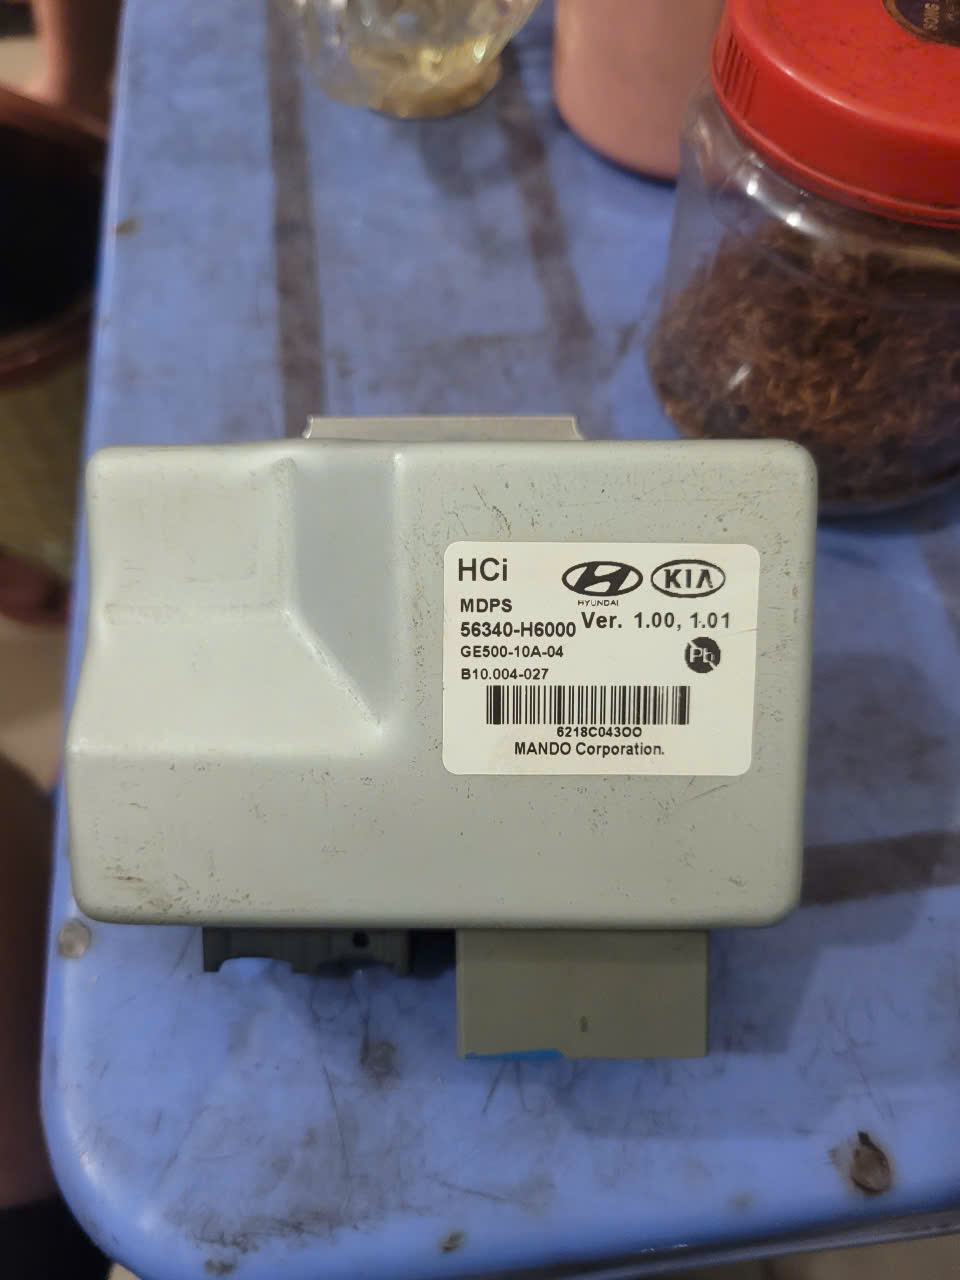 HCi
HYUNDAI
KIA
MDPS
56340-H6000
Ver. 1.00, 1.01
GE500-10A-04
Pb
B10.004-027
6218C043OO
MANDO Corporation.